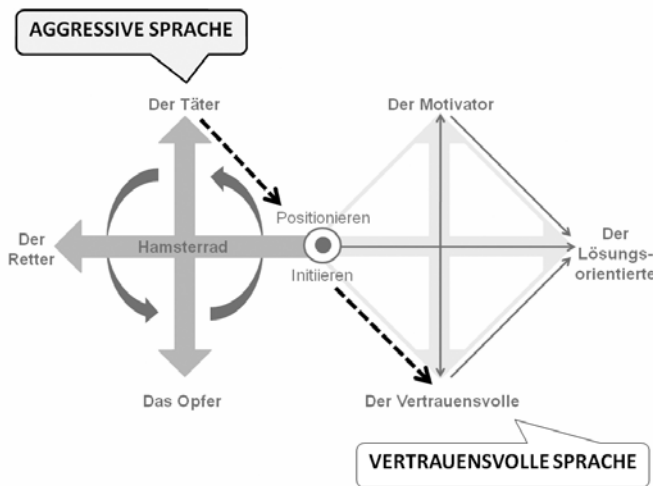 AGGRESSIVE SPRACHE
Der Täter
Der Motivator
Positionieren
Der
Retter
Hamsterrad
Der
Lösungs-
orientierte
Initiieren
Das Opfer
Der Vertrauensvolle
VERTRAUENSVOLLE SPRACHE